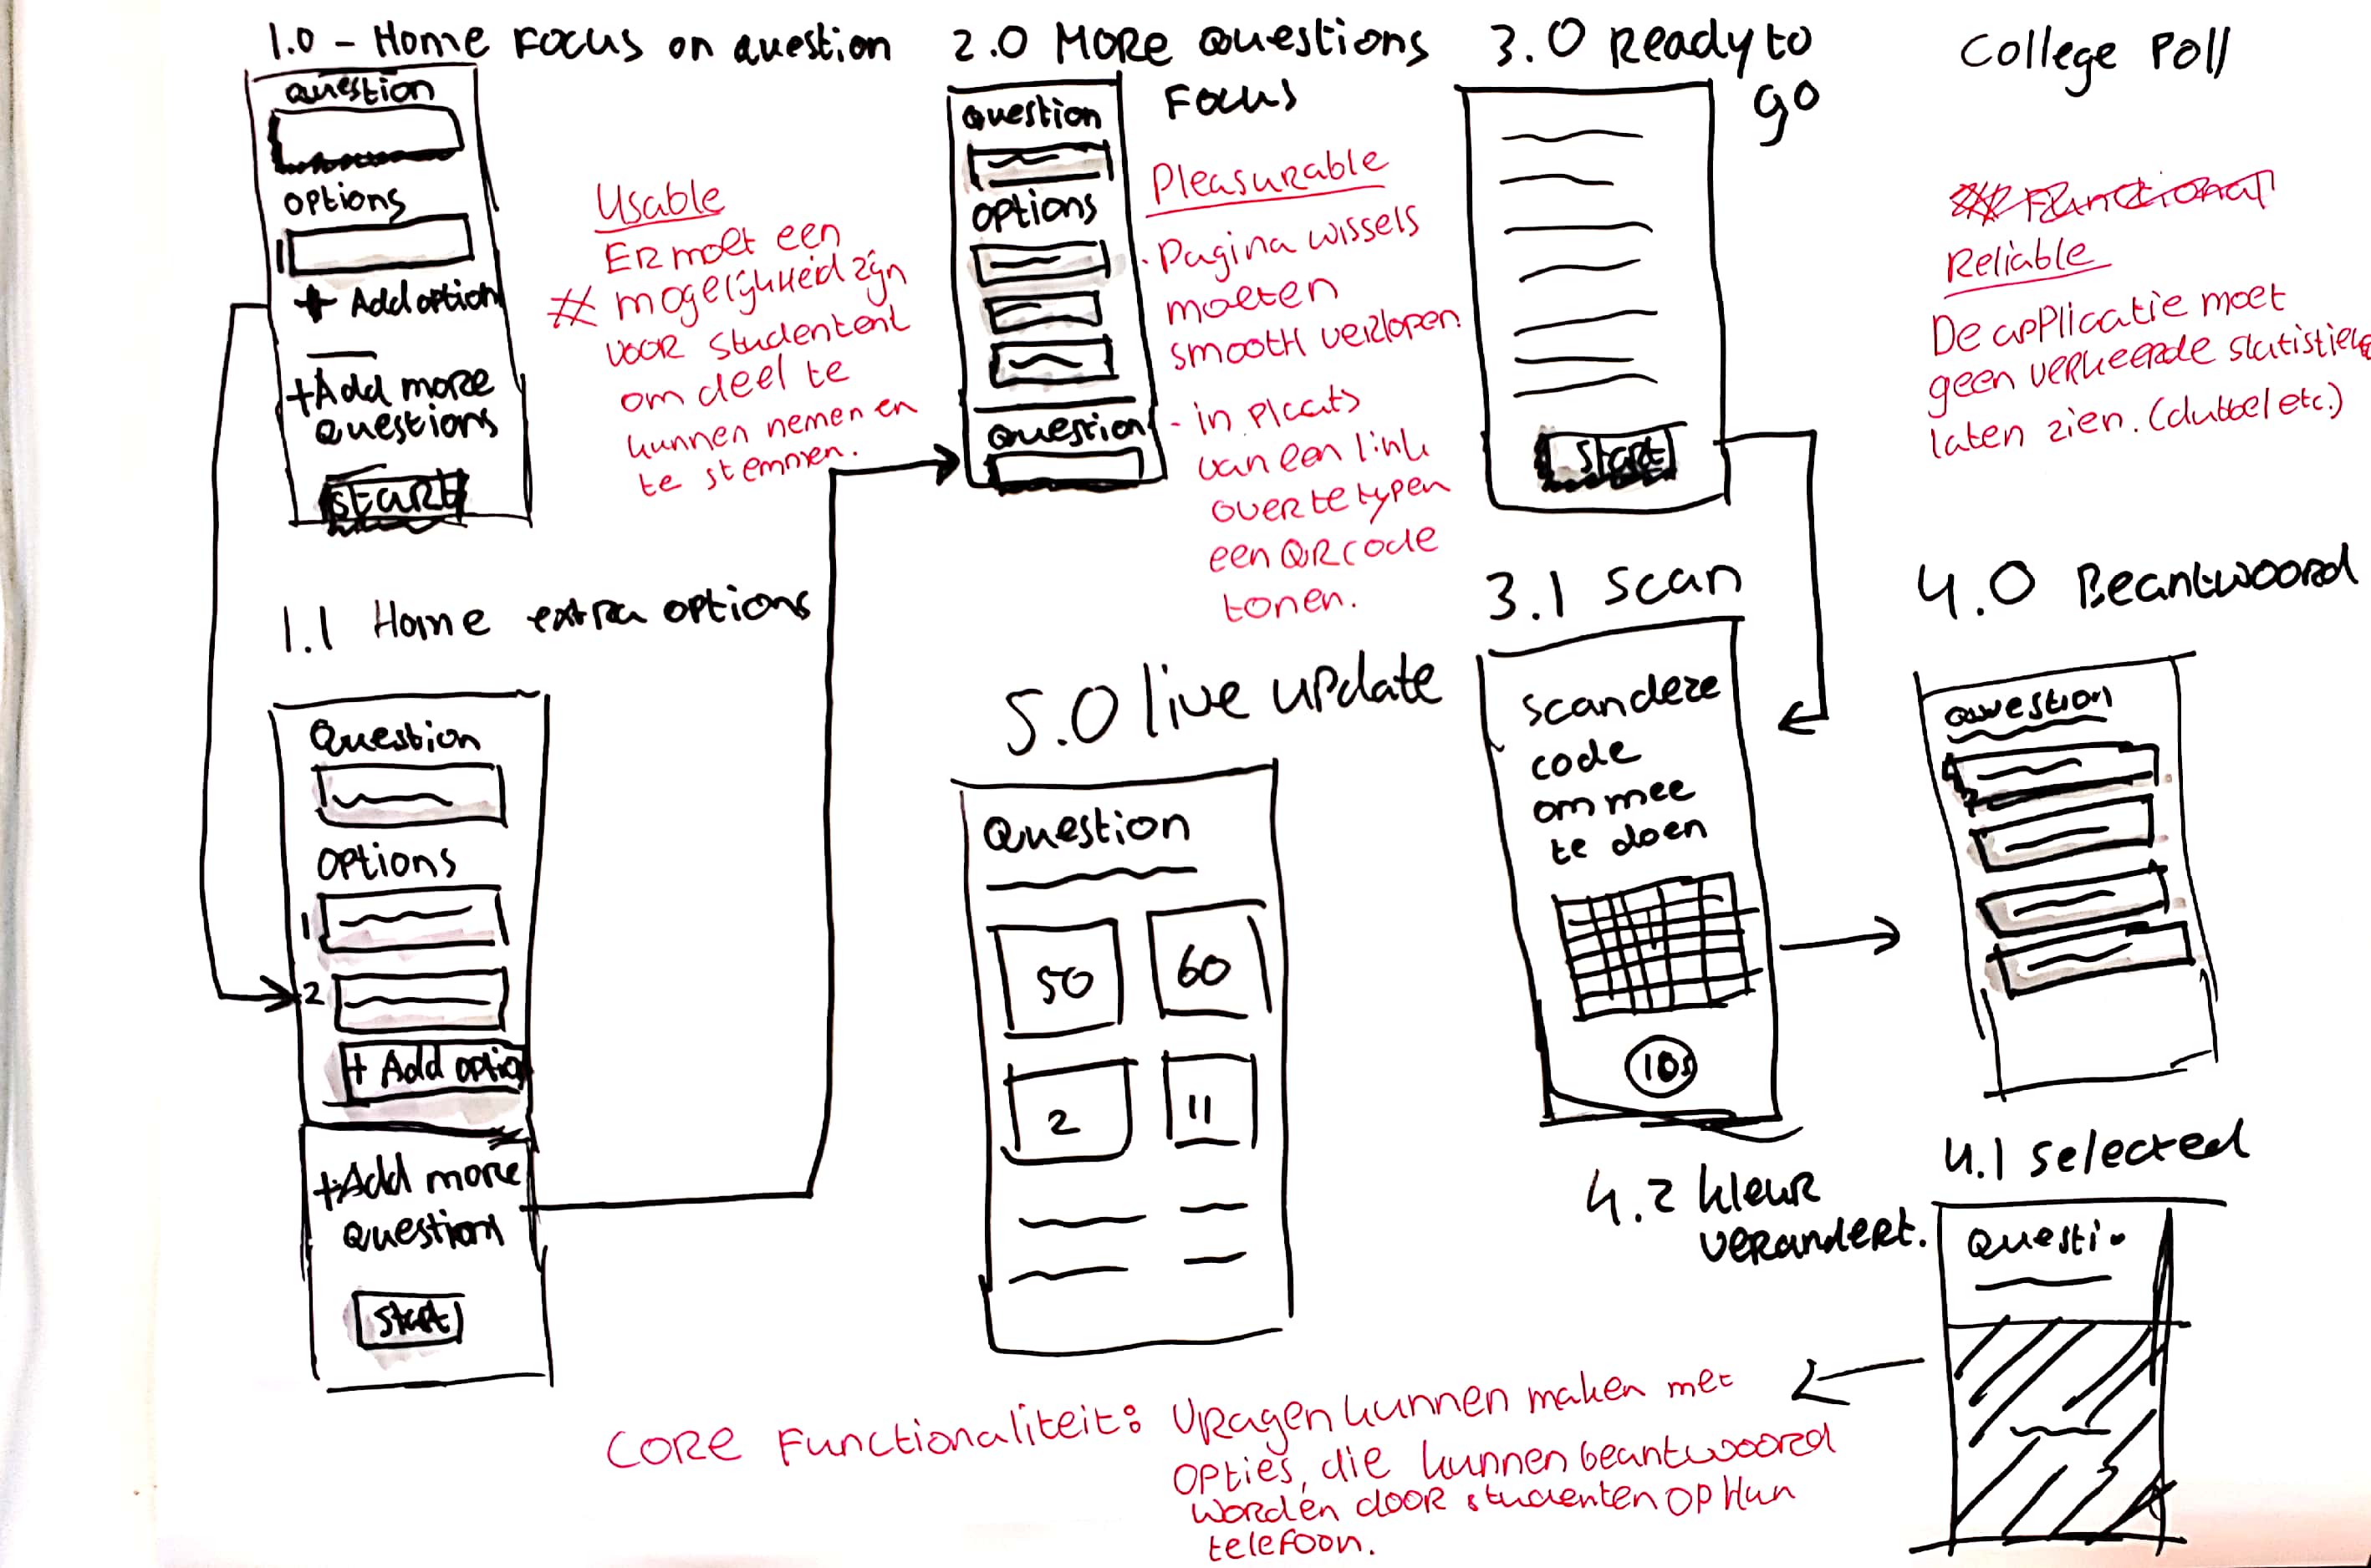 1.0 - Home Focus on question
question
options
1
+ Add option
+Add more
questions
START
Usable
Er moet een
# mogelijkheid zijn
voor studentent
om deel te
kunnen nemen en
te stemmen.
1.1 Home extra options
Question
options
1
2
+ Add option
+Add more
question
Start
2.0 More questions
Focus
question
options
question
Pleasurable
- Pagina wissels
moeten
smooth verlopen.
- in plaats
van een link
over te typen
een QR code
tonen.
3.0 Ready to
go
Start
College Poll
Functional
Reliable
De applicatie moet
geen verkeerde statistiek
laten zien. (dubbel etc.)
3.1 scan
scan deze
code
om mee
te doen
10s
4.0 Beantwoord
question
5.0 live update
Question
50
60
2
11
4.1 selected
Questi
4.2 kleur
verandert.
Core Functionaliteit: Vragen kunnen maken met
opties, die kunnen beantwoord
worden door studenten op hun
telefoon.